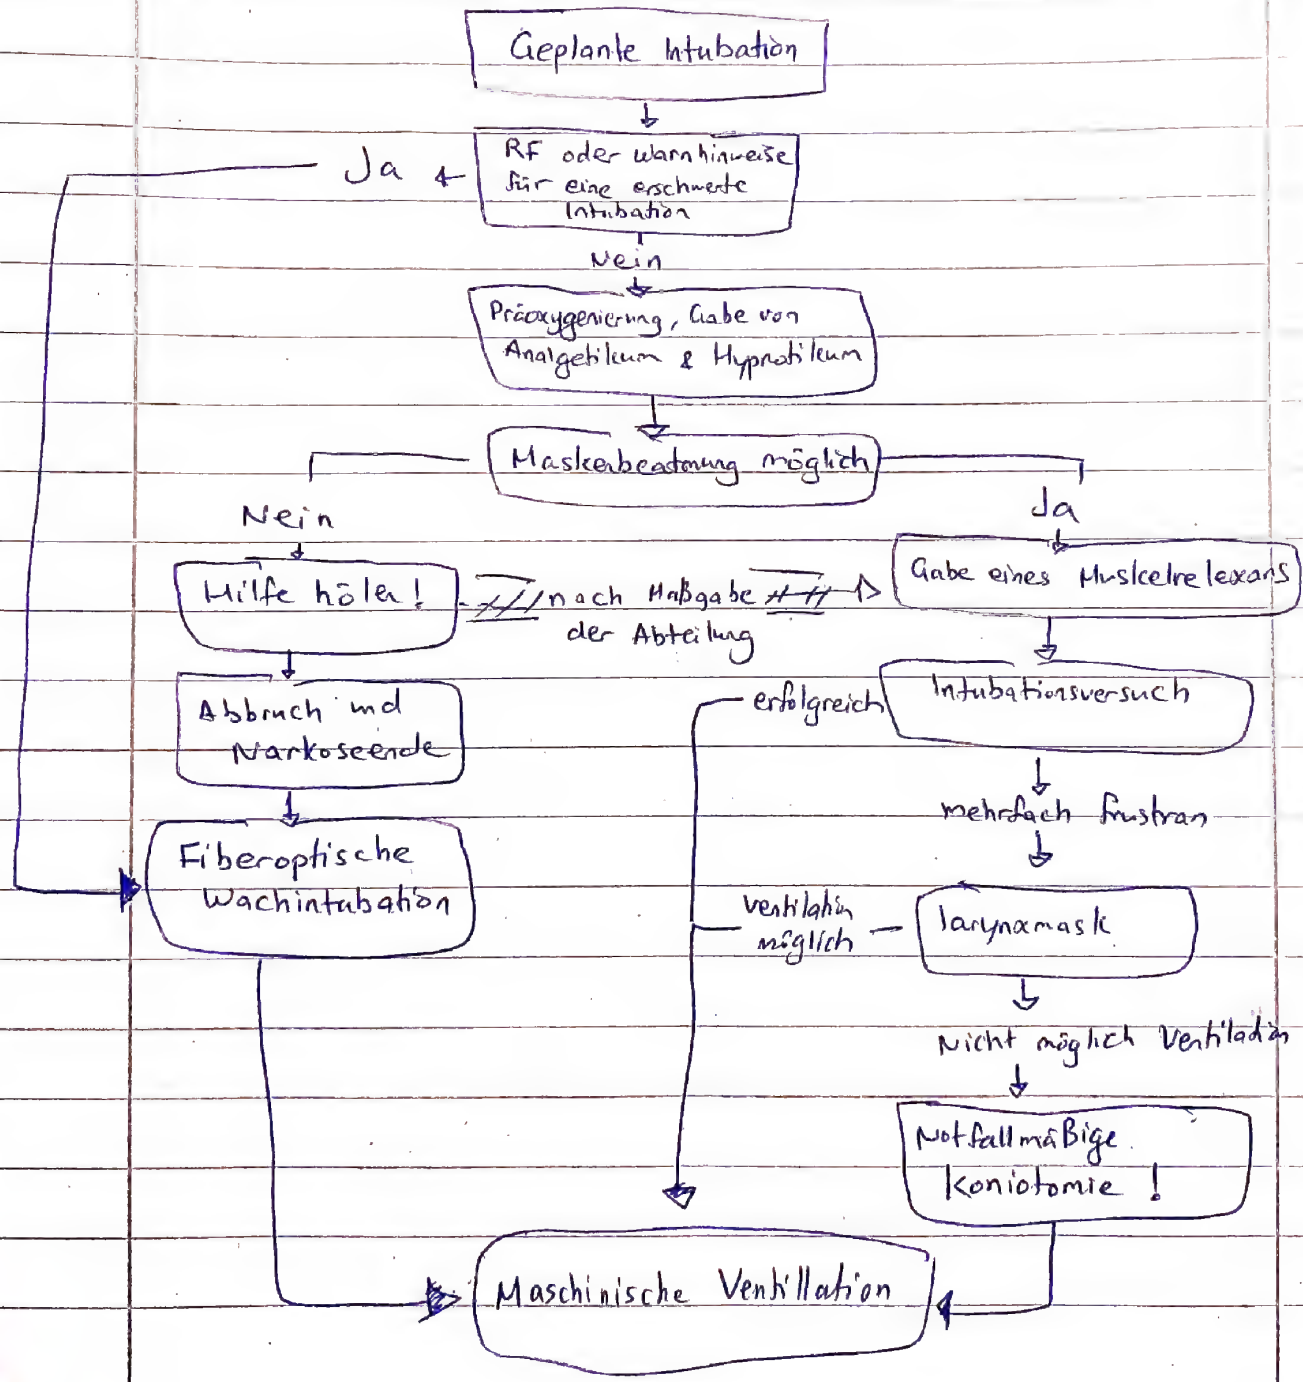 Geplante Intubation
RF oder Warnhinweise
für eine erschwerte
Intubation
Ja
Nein
Präoxygenierung, Gabe von
Analgetikum & Hypnotikum
Maskenbeatmung möglich
Nein
Ja
Hilfe holen!
nach Maßgabe
der Abteilung
Gabe eines Muskelrelexans
Abbruch und
Narkoseende
erfolgreich
Intubationsversuch
mehrfach frustran
Fiberoptische
Wachintubation
Ventilation
möglich
larynxmask
Nicht möglich Ventilation
Notfallmäßige
Koniotomie !
Maschinische Ventillation